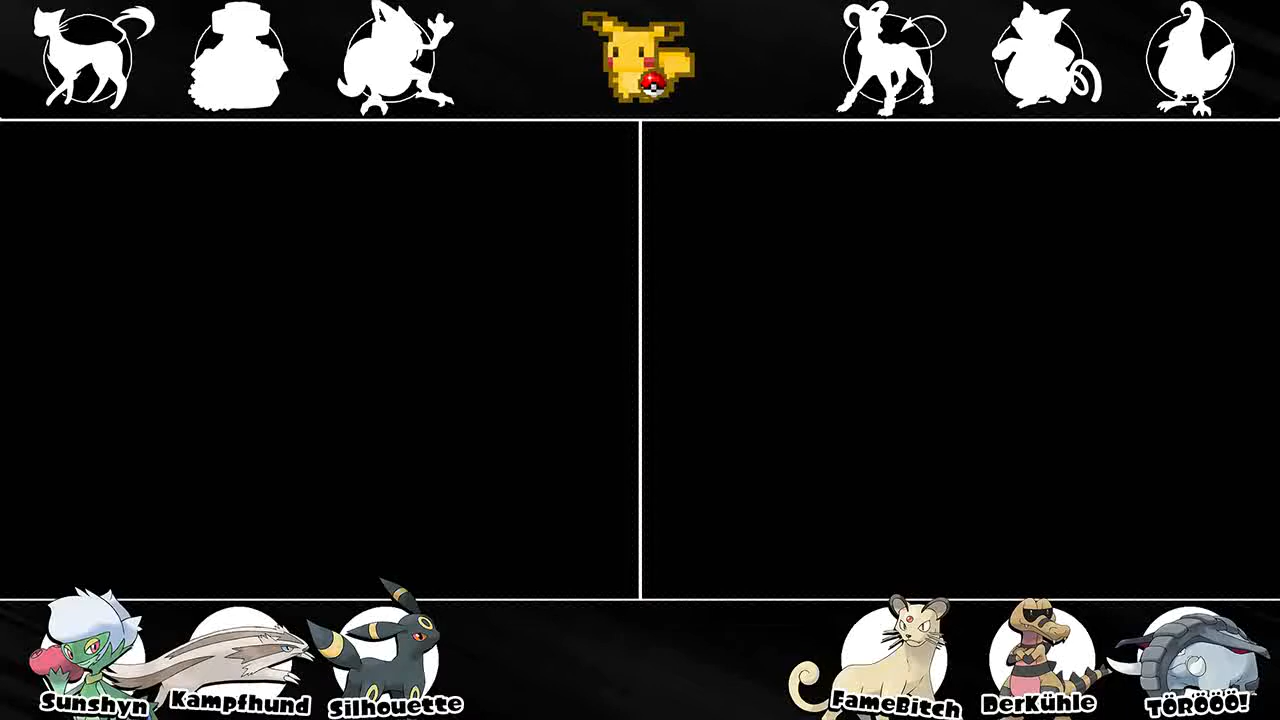 Sunshyn
Kampfhund
Silhouette
FameBitch
DerKühle
TÖRÖÖÖ!